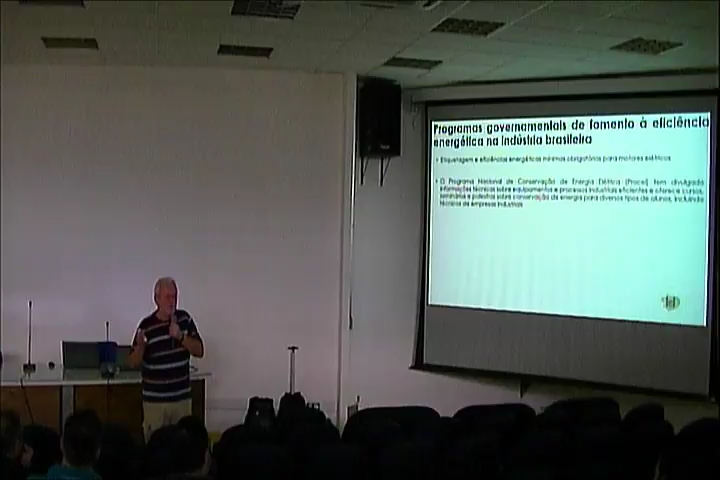 Programas governamentais de fomento à eficiência
energética na indústria brasileira
• Etiquetagem e eficiências energéticas mínimas obrigatórias para motores elétricos
• O Programa Nacional de Conservação de Energia Elétrica (Procel) tem divulgado
informações técnicas sobre equipamentos e processos industriais eficientes e oferece cursos,
seminários e palestras sobre conservação de energia para diversos tipos de alunos, incluindo
técnicos de empresas industriais